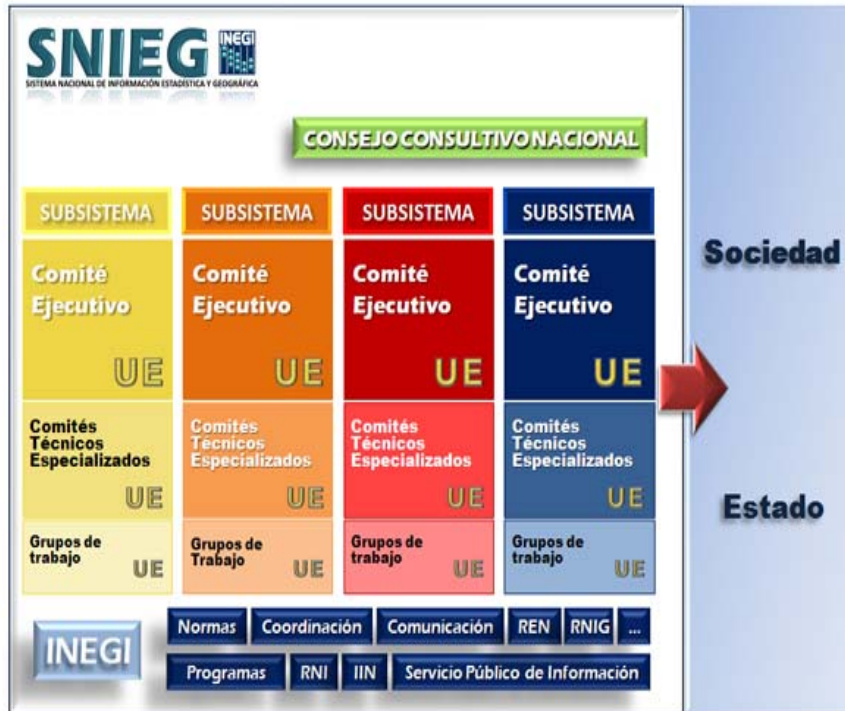 SNIEG INEGI
SISTEMA NACIONAL DE INFORMACIÓN ESTADÍSTICA Y GEOGRÁFICA
CONSEJO CONSULTIVO NACIONAL
SUBSISTEMA
Comité
Ejecutivo
UE
Comités
Técnicos
Especializados
UE
Grupos de
trabajo
UE
SUBSISTEMA
Comité
Ejecutivo
UE
Comités
Técnicos
Especializados
UE
Grupos de
Trabajo
UE
SUBSISTEMA
Comité
Ejecutivo
UE
Comités
Técnicos
Especializados
UE
Grupos de
trabajo
UE
SUBSISTEMA
Comité
Ejecutivo
UE
Comités
Técnicos
Especializados
UE
Grupos de
trabajo
UE
INEGI
Normas Coordinación Comunicación REN RNIG ...
Programas RNI IIN Servicio Público de Información
Sociedad
Estado